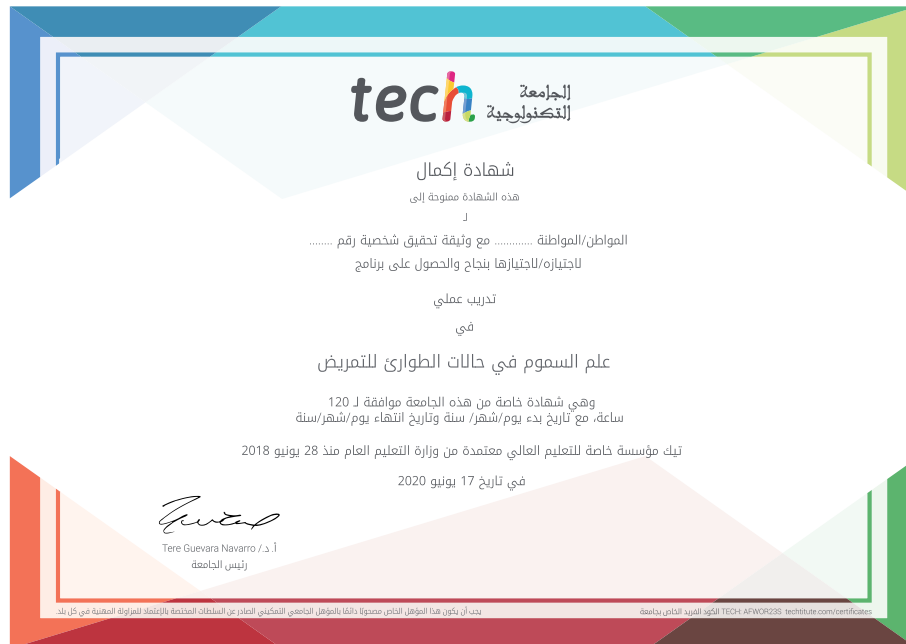 tech الجامعة
التكنولوجية
شهادة إكمال
هذه الشهادة ممنوحة إلى
لـ
المواطن/المواطنة ............. مع وثيقة تحقيق شخصية رقم ........
لاجتيازه/لاجتيازها بنجاح والحصول على برنامج
تدريب عملي
في
علم السموم في حالات الطوارئ للتمريض
وهي شهادة خاصة من هذه الجامعة موافقة لـ 120
ساعة، مع تاريخ بدء يوم/شهر/ سنة وتاريخ انتهاء يوم/شهر/سنة
تيك مؤسسة خاصة للتعليم العالي معتمدة من وزارة التعليم العام منذ 28 يونيو 2018
في تاريخ 17 يونيو 2020
أ. د./ Tere Guevara Navarro
رئيس الجامعة
يجب أن يكون هذا المؤهل الخاص مصحوبًا دائمًا بالمؤهل الجامعي التمكيني الصادر عن السلطات المختصة بالإعتماد للمزاولة المهنية في كل بلد.
الكود الفريد الخاص بجامعة TECH: AFWOR23S techtitute.com/certificates